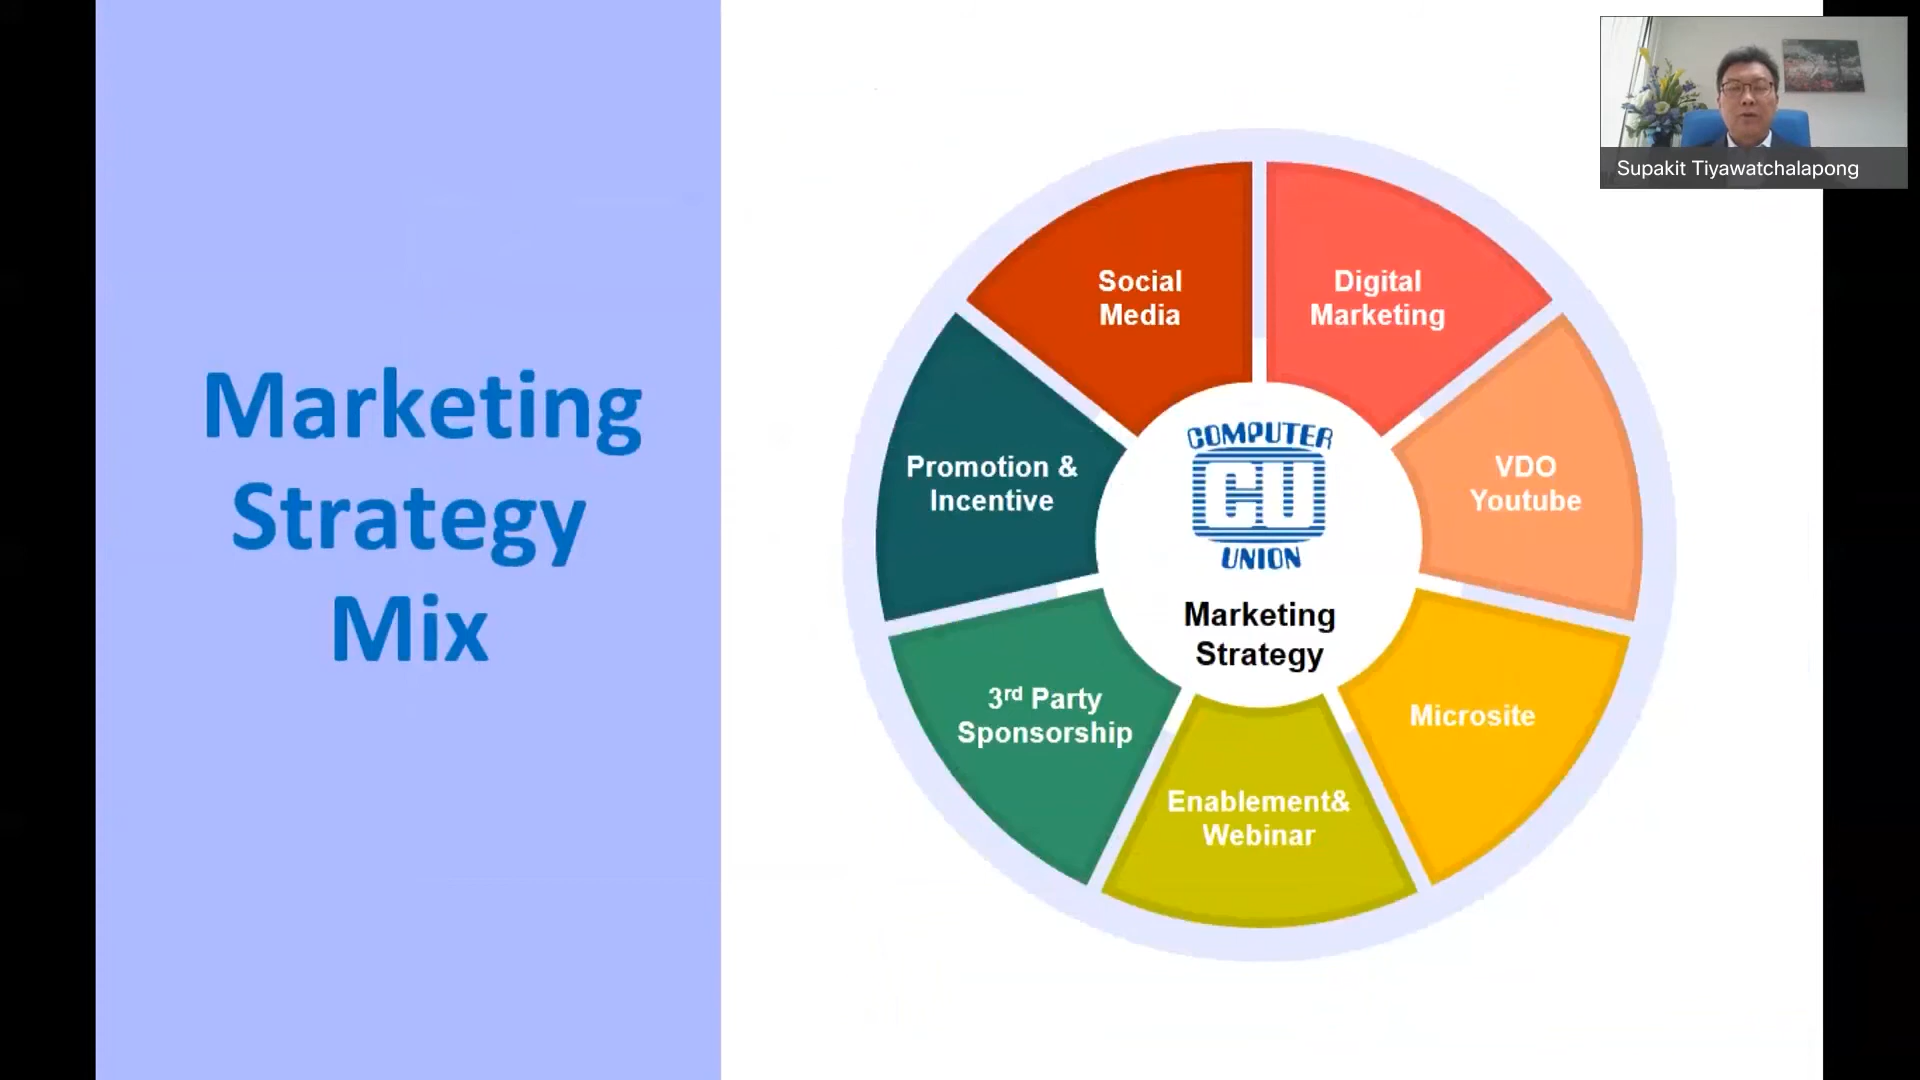 Supakit Tiyawatchalapong
Marketing
Strategy
Mix
Social
Media
Digital
Marketing
Promotion &
Incentive
VDO
Youtube
COMPUTER
CU
UNION
Marketing
Strategy
3rd Party
Sponsorship
Microsite
Enablement&
Webinar